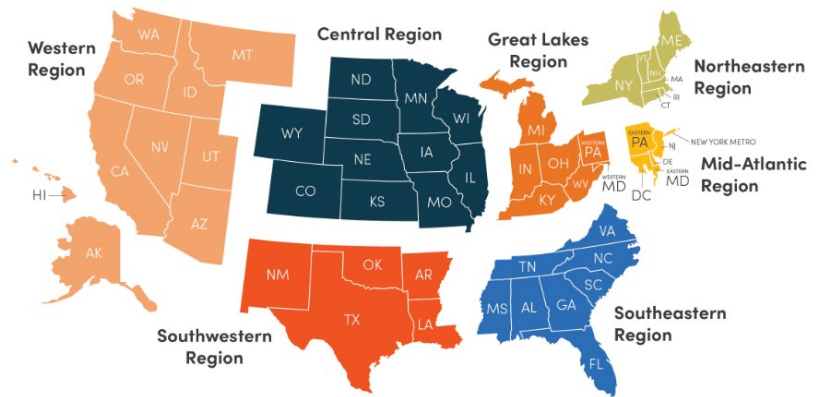 Western
Region
WA
MT
OR
ID
NV
UT
CA
AZ
HI
AK
Central Region
ND
MN
SD
WI
WY
NE
IA
IL
CO
KS
MO
Great Lakes
Region
MI
WESTERN
PA
IN
OH
WV
KY
WESTERN
MD
Northeastern
Region
ME
VT
NH
NY
MA
RI
CT
EASTERN
PA
NEW YORK METRO
NJ
DE
EASTERN
MD
DC
Mid-Atlantic
Region
Southwestern
Region
NM
OK
AR
TX
LA
Southeastern
Region
VA
TN
NC
SC
MS
AL
GA
FL